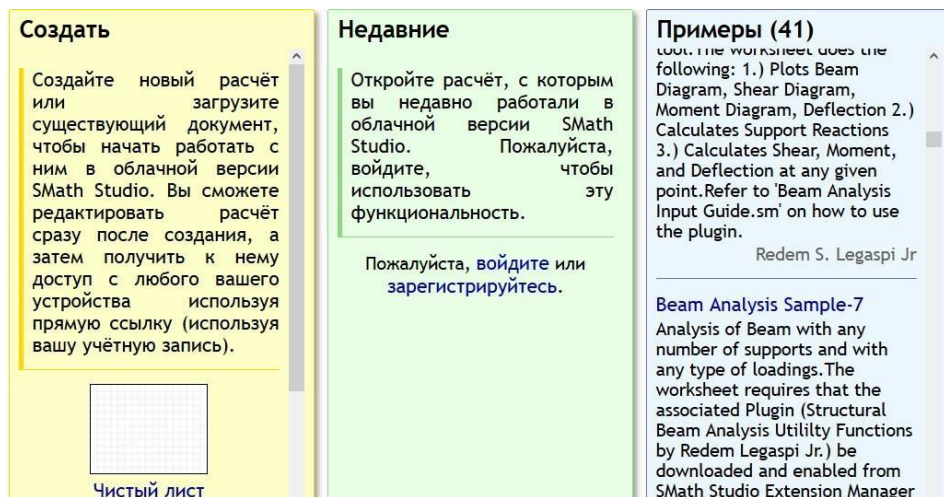 Создать
Создайте новый расчёт
или загрузите
существующий документ,
чтобы начать работать с
ним в облачной версии
SMath Studio. Вы сможете
редактировать расчёт
сразу после создания, а
затем получить к нему
доступ с любого вашего
устройства используя
прямую ссылку (используя
вашу учётную запись).
Чистый лист
Недавние
Откройте расчёт, с которым
вы недавно работали в
облачной версии SMath
Studio. Пожалуйста,
войдите, чтобы
использовать эту
функциональность.
Пожалуйста, войдите или
зарегистрируйтесь.
Примеры (41)
tool.The worksheet does the
following: 1.) Plots Beam
Diagram, Shear Diagram,
Moment Diagram, Deflection 2.)
Calculates Support Reactions
3.) Calculates Shear, Moment,
and Deflection at any given
point.Refer to 'Beam Analysis
Input Guide.sm' on how to use
the plugin.
Redem S. Legaspi Jr
Beam Analysis Sample-7
Analysis of Beam with any
number of supports and with
any type of loadings.The
worksheet requires that the
associated Plugin (Structural
Beam Analysis Utililty Functions
by Redem Legaspi Jr.) be
downloaded and enabled from
SMath Studio Extension Manager